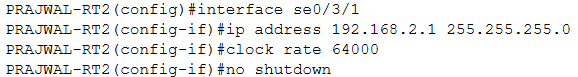 PRAJWAL-RT2(config)#interface se0/3/1
PRAJWAL-RT2(config-if)#ip address 192.168.2.1 255.255.255.0
PRAJWAL-RT2(config-if)#clock rate 64000
PRAJWAL-RT2(config-if)#no shutdown